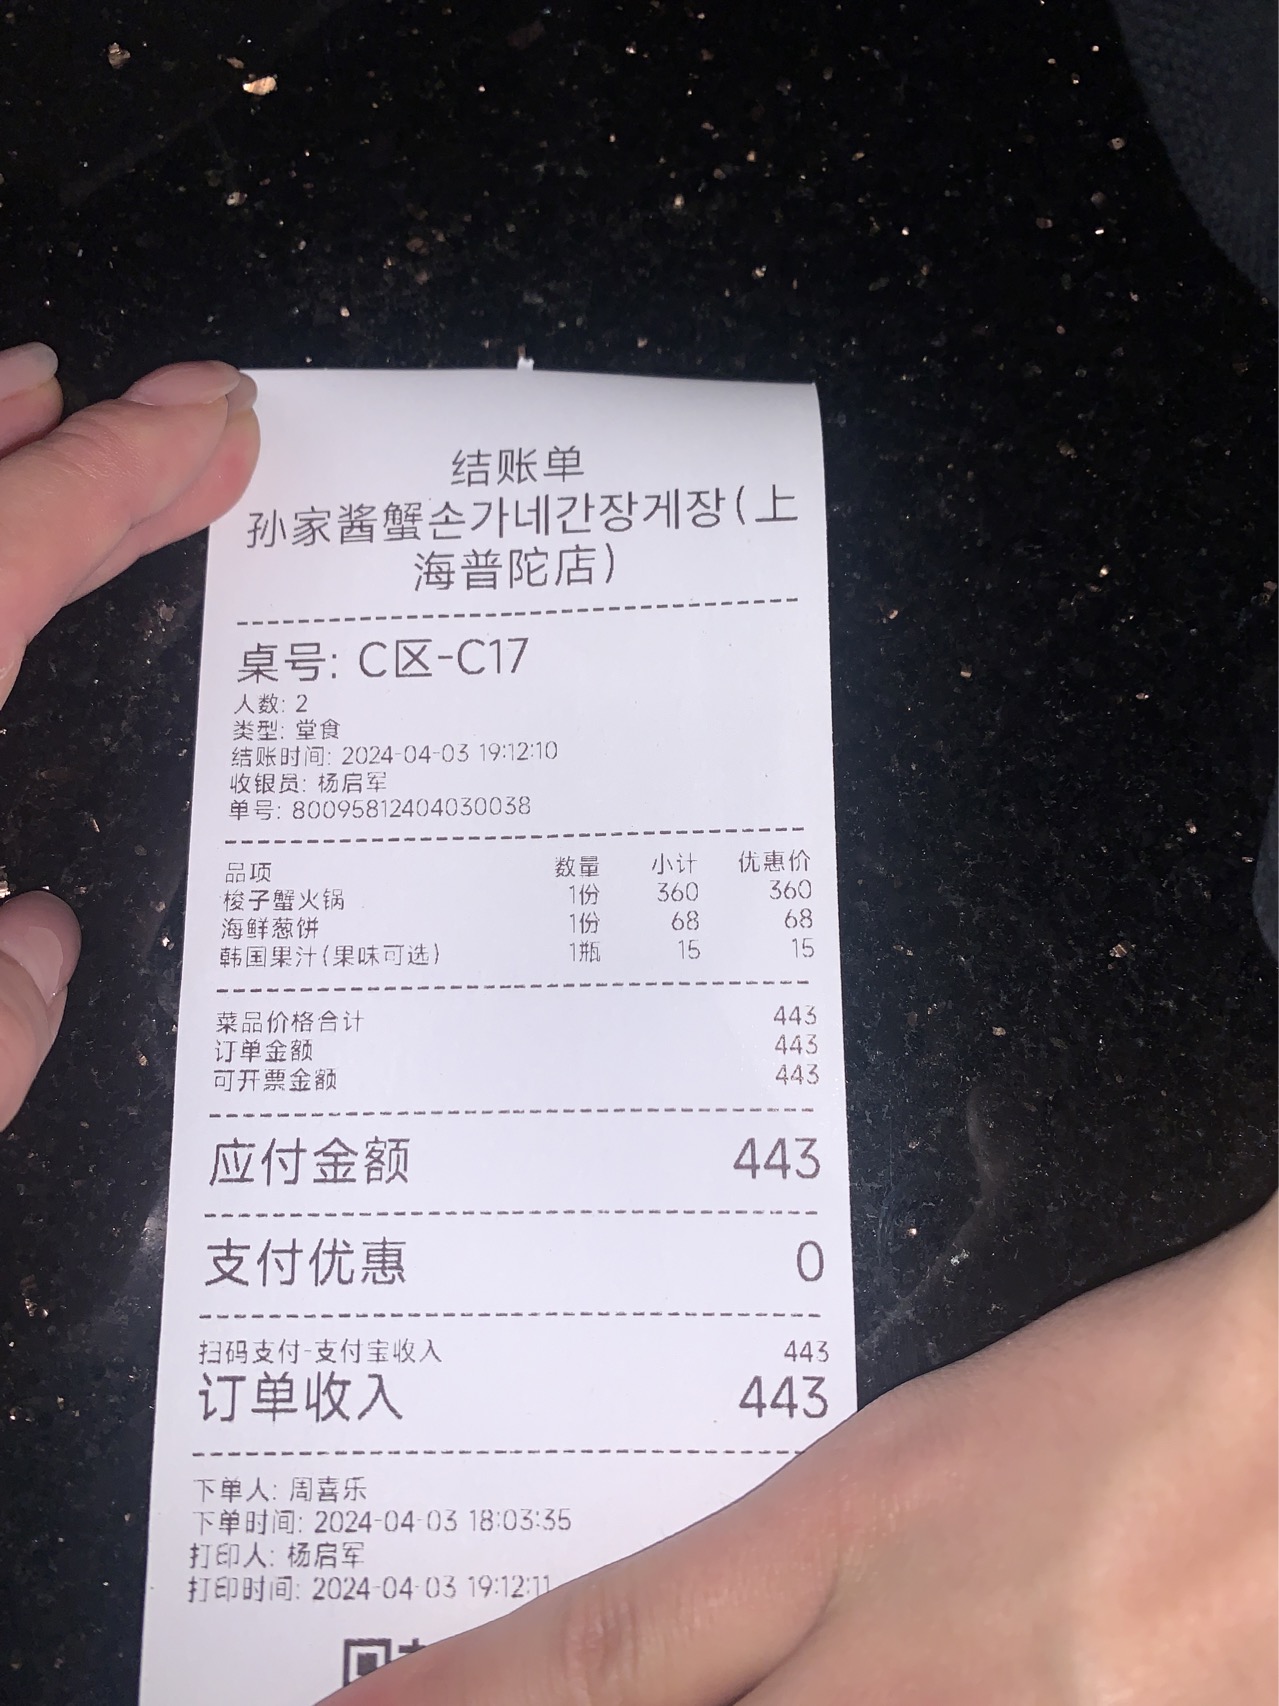 结账单
孙家酱蟹손가네간장게장(上
海普陀店)
桌号: C区-C17
人数: 2
类型: 堂食
结账时间: 2024-04-03 19:12:10
收银员: 杨启军
单号: 80095812404030038
品项 数量 小计 优惠价
梭子蟹火锅 1份 360 360
海鲜葱饼 1份 68 68
韩国果汁(果味可选) 1瓶 15 15
菜品价格合计 443
订单金额 443
可开票金额 443
应付金额 443
支付优惠 0
扫码支付-支付宝收入 443
订单收入 443
下单人: 周喜乐
下单时间: 2024-04-03 18:03:35
打印人: 杨启军
打印时间: 2024-04-03 19:12:11